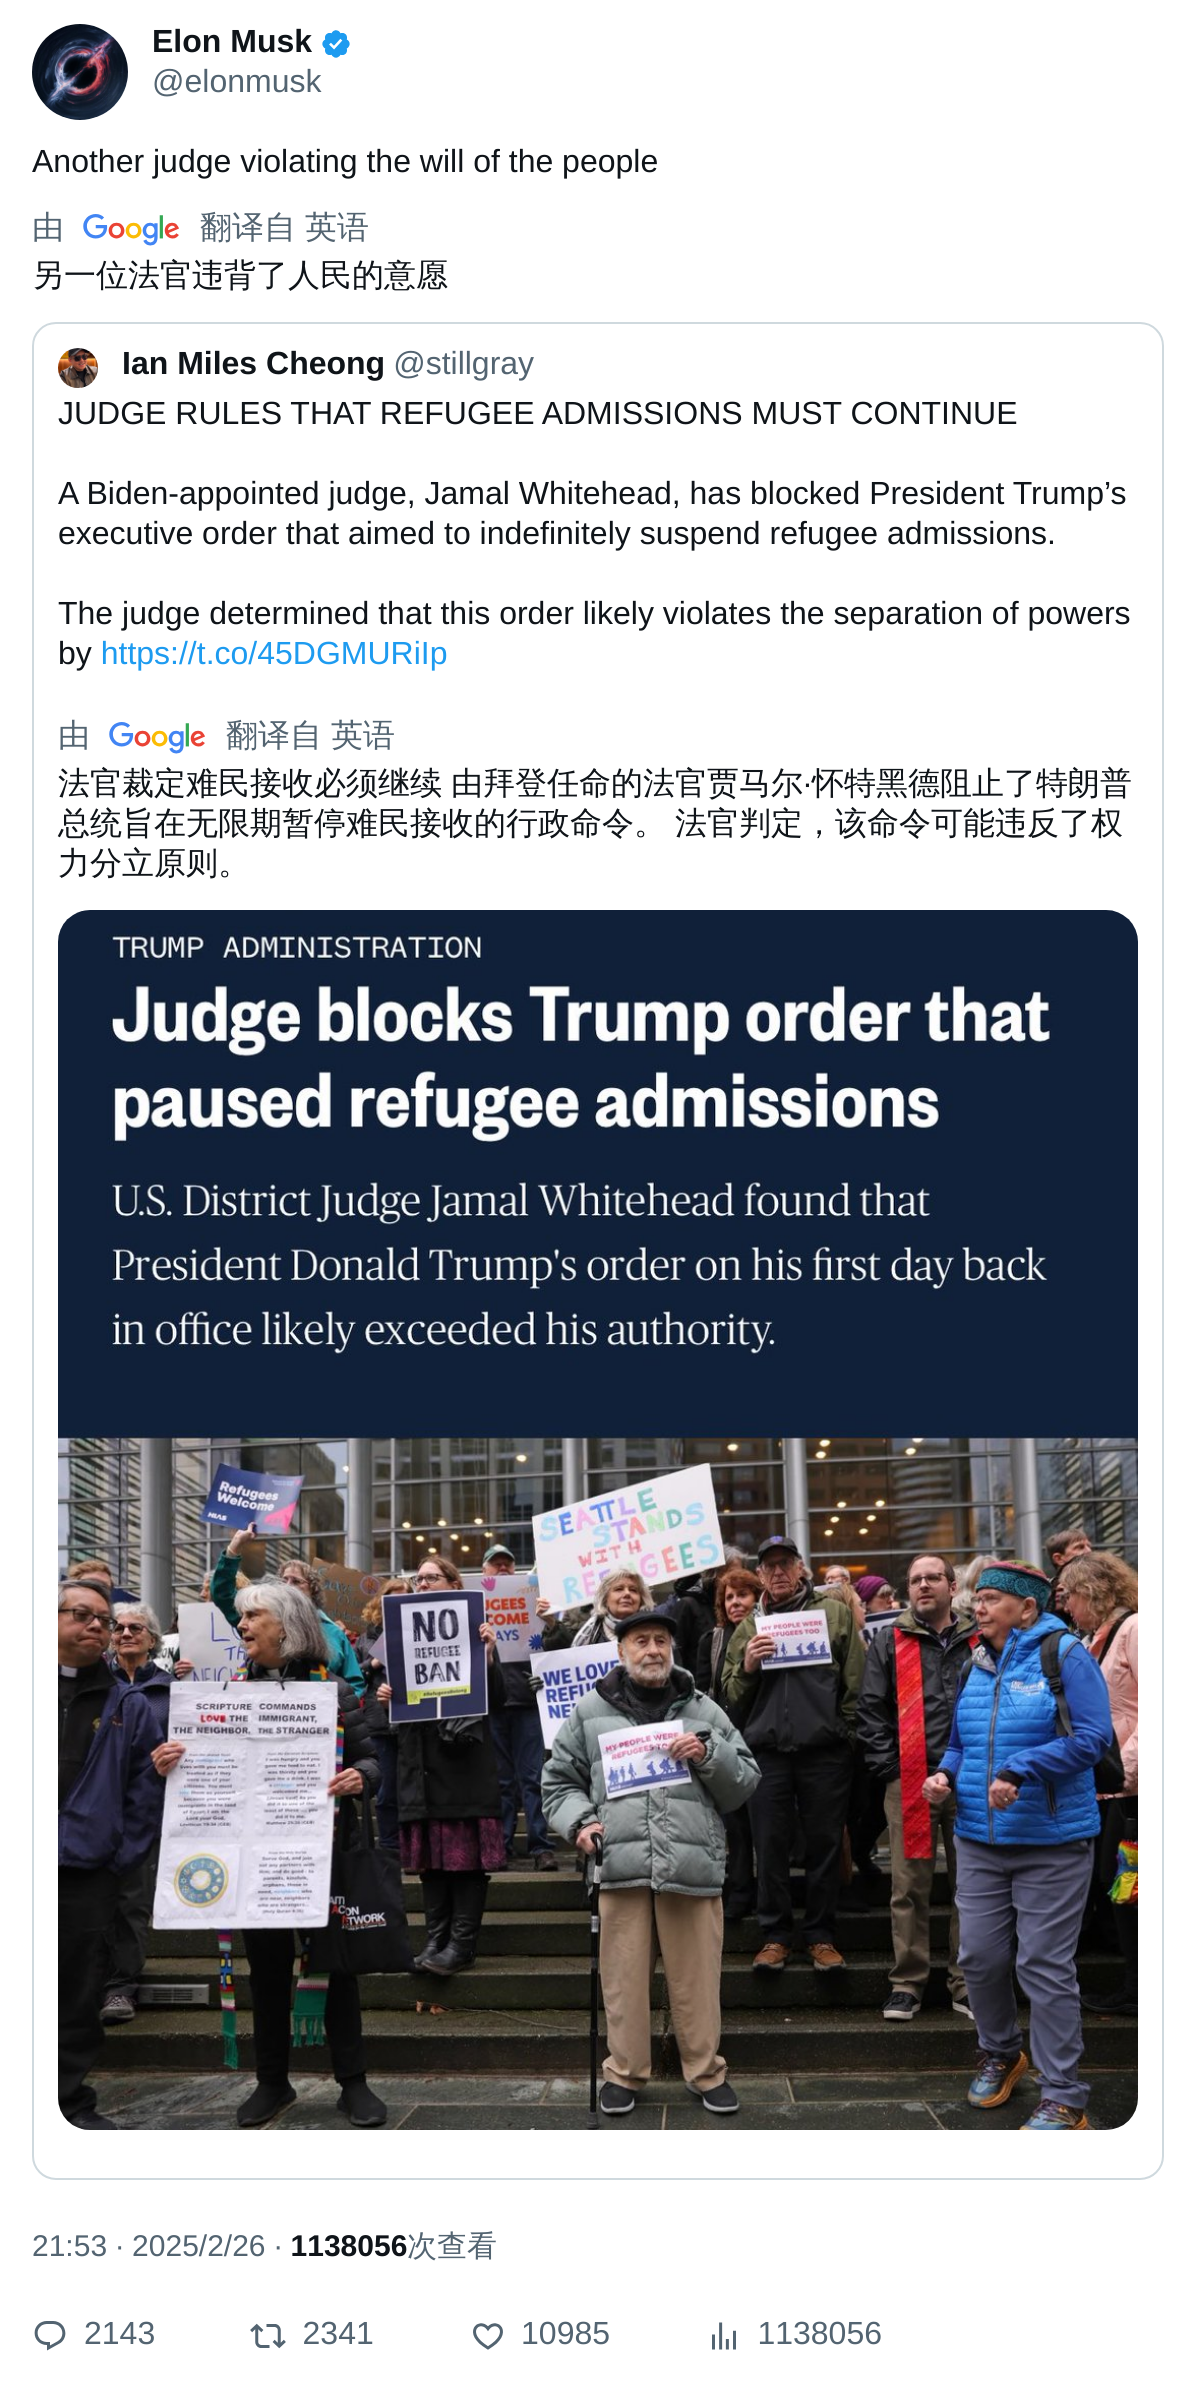 Elon Musk
@elonmusk
Another judge violating the will of the people
由 Google 翻译自 英语
另一位法官违背了人民的意愿
Ian Miles Cheong @stillgray
JUDGE RULES THAT REFUGEE ADMISSIONS MUST CONTINUE
A Biden-appointed judge, Jamal Whitehead, has blocked President Trump’s
executive order that aimed to indefinitely suspend refugee admissions.
The judge determined that this order likely violates the separation of powers
by https://t.co/45DGMURiIp
由 Google 翻译自 英语
法官裁定难民接收必须继续 由拜登任命的法官贾马尔·怀特黑德阻止了特朗普
总统旨在无限期暂停难民接收的行政命令。 法官判定，该命令可能违反了权
力分立原则。
TRUMP ADMINISTRATION
Judge blocks Trump order that
paused refugee admissions
U.S. District Judge Jamal Whitehead found that
President Donald Trump's order on his first day back
in office likely exceeded his authority.
Refugees
Welcome
HIAS
SEATTLE
STANDS
WITH
REFUGEES
NO
REFUGEE
BAN
WE LOVE
MY PEOPLE WERE
REFUGEES TOO
SCRIPTURE COMMANDS
LOVE THE IMMIGRANT,
THE NEIGHBOR, THE STRANGER
MY PEOPLE WERE
REFUGEES TOO
21:53 · 2025/2/26 · 1138056次查看
2143 2341 10985 1138056